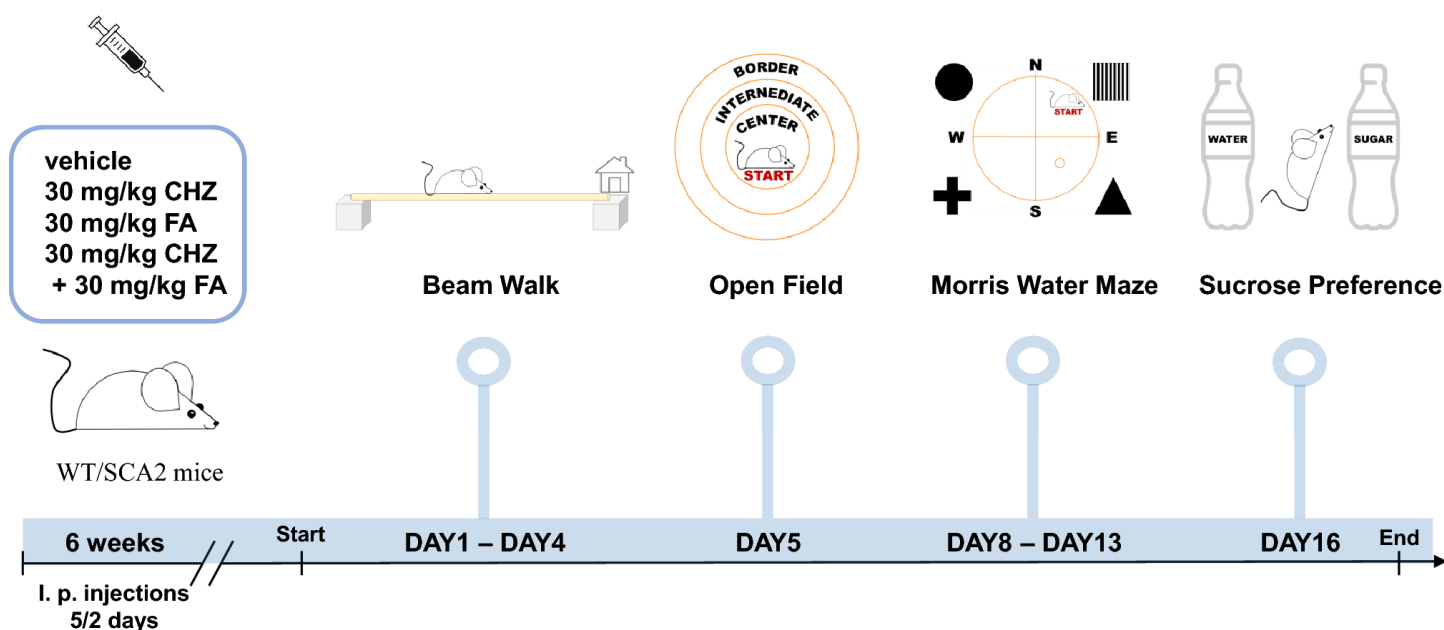 vehicle
30 mg/kg CHZ
30 mg/kg FA
30 mg/kg CHZ
+ 30 mg/kg FA
WT/SCA2 mice
BORDER
INTERNEDIATE
CENTER
START
N
W
E
S
START
WATER
SUGAR
Beam Walk
Open Field
Morris Water Maze
Sucrose Preference
6 weeks
Start
DAY1 – DAY4
DAY5
DAY8 – DAY13
DAY16
End
I. p. injections
5/2 days